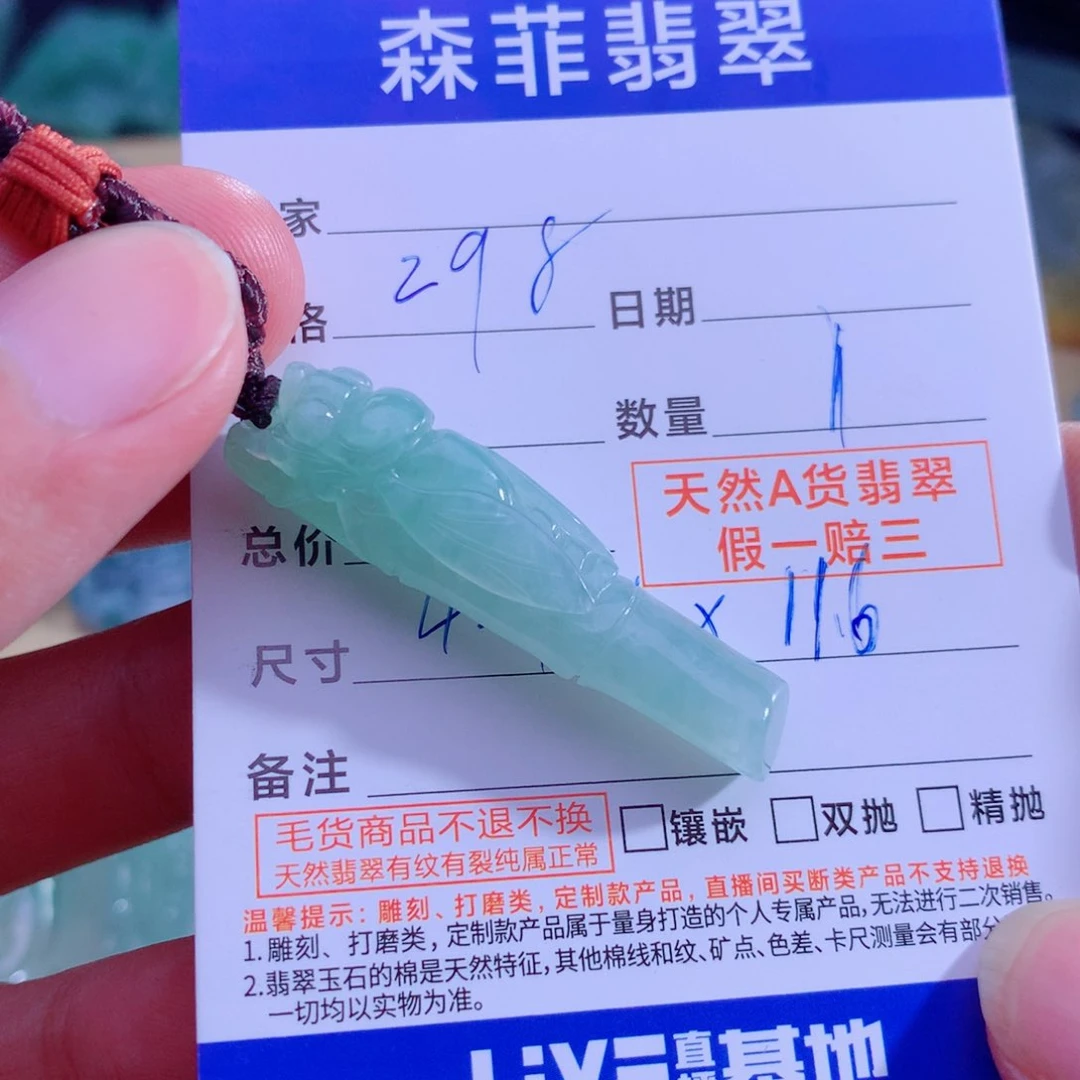 森菲翡翠
家
格 298 日期
数量 1
天然A货翡翠
假一赔三
总价
尺寸 4. x 116
备注
毛货商品不退不换
天然翡翠有纹有裂纯属正常
镶嵌 双抛 精抛
温馨提示:雕刻、打磨类,定制款产品,直播间买断类产品不支持退换
1.雕刻、打磨类,定制款产品属于量身打造的个人专属产品,无法进行二次销售。
2.翡翠玉石的棉是天然特征,其他棉线和纹、矿点、色差、卡尺测量会有部分
一切均以实物为准。
LiVE直播基地